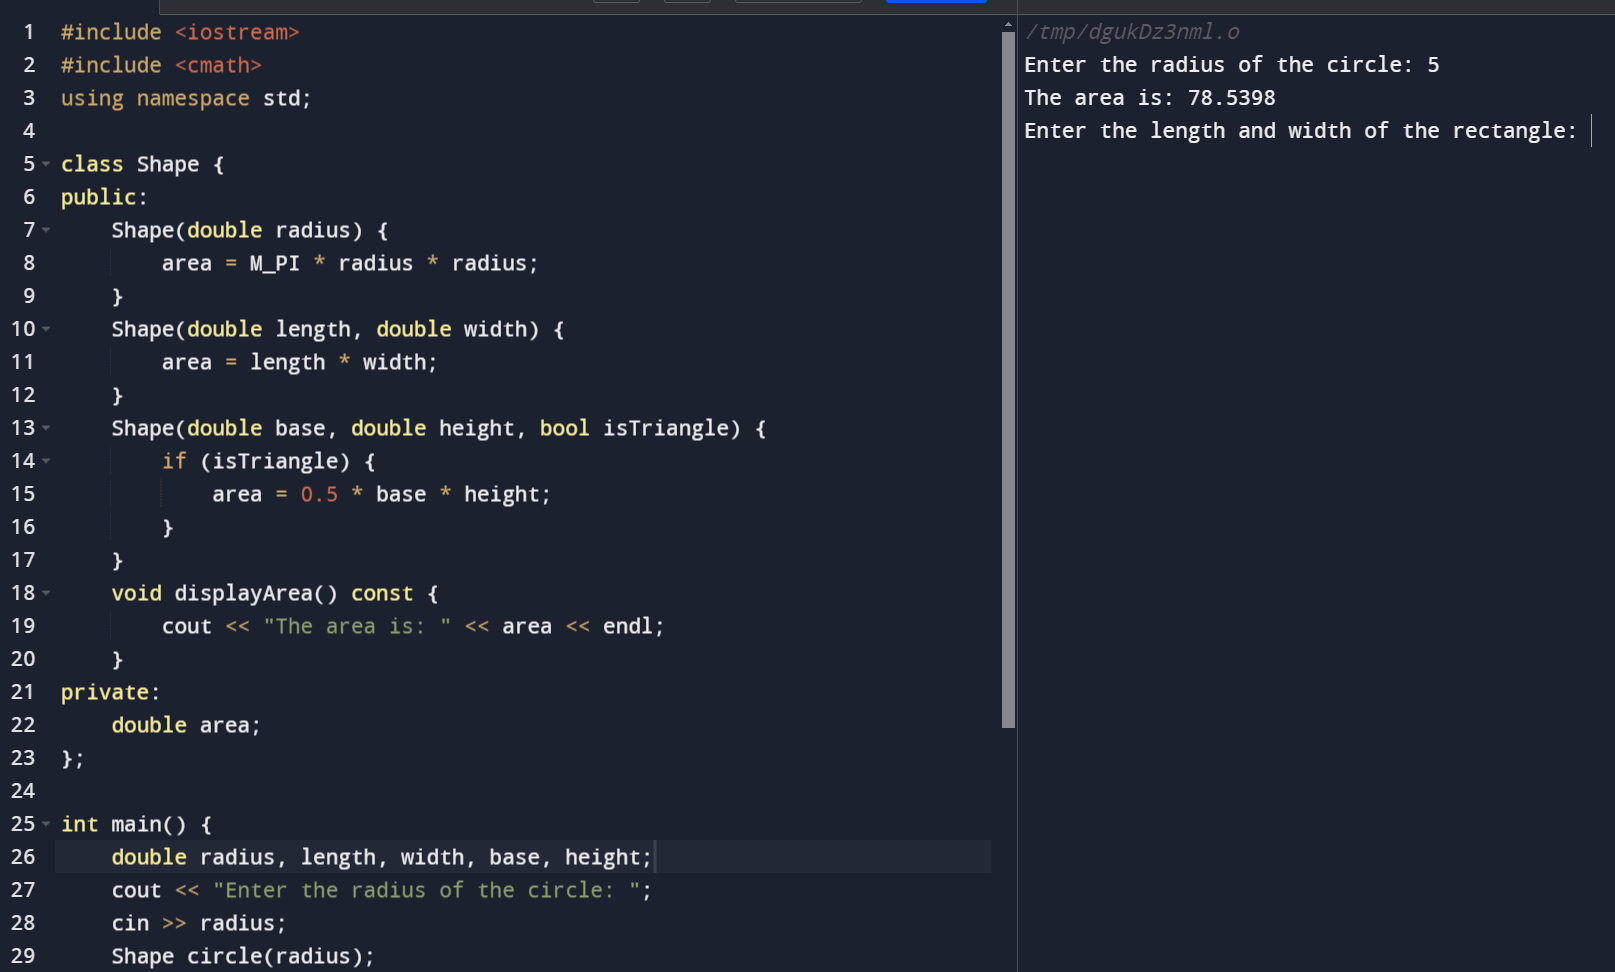 1 #include <iostream>
2 #include <cmath>
3 using namespace std;
4
5 class Shape {
6 public:
7     Shape(double radius) {
8         area = M_PI * radius * radius;
9     }
10     Shape(double length, double width) {
11         area = length * width;
12     }
13     Shape(double base, double height, bool isTriangle) {
14         if (isTriangle) {
15             area = 0.5 * base * height;
16         }
17     }
18     void displayArea() const {
19         cout << "The area is: " << area << endl;
20     }
21 private:
22     double area;
23 };
24
25 int main() {
26     double radius, length, width, base, height;
27     cout << "Enter the radius of the circle: ";
28     cin >> radius;
29     Shape circle(radius);
/tmp/dgukDz3nml.o
Enter the radius of the circle: 5
The area is: 78.5398
Enter the length and width of the rectangle: